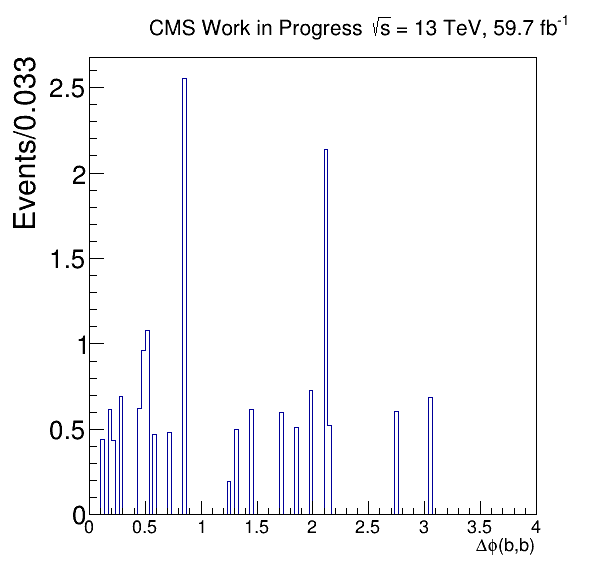 CMS Work in Progress √s = 13 TeV, 59.7 fb⁻¹
Events/0.033
2.5
2
1.5
1
0.5
0
0 0.5 1 1.5 2 2.5 3 3.5 4
Δϕ(b,b)